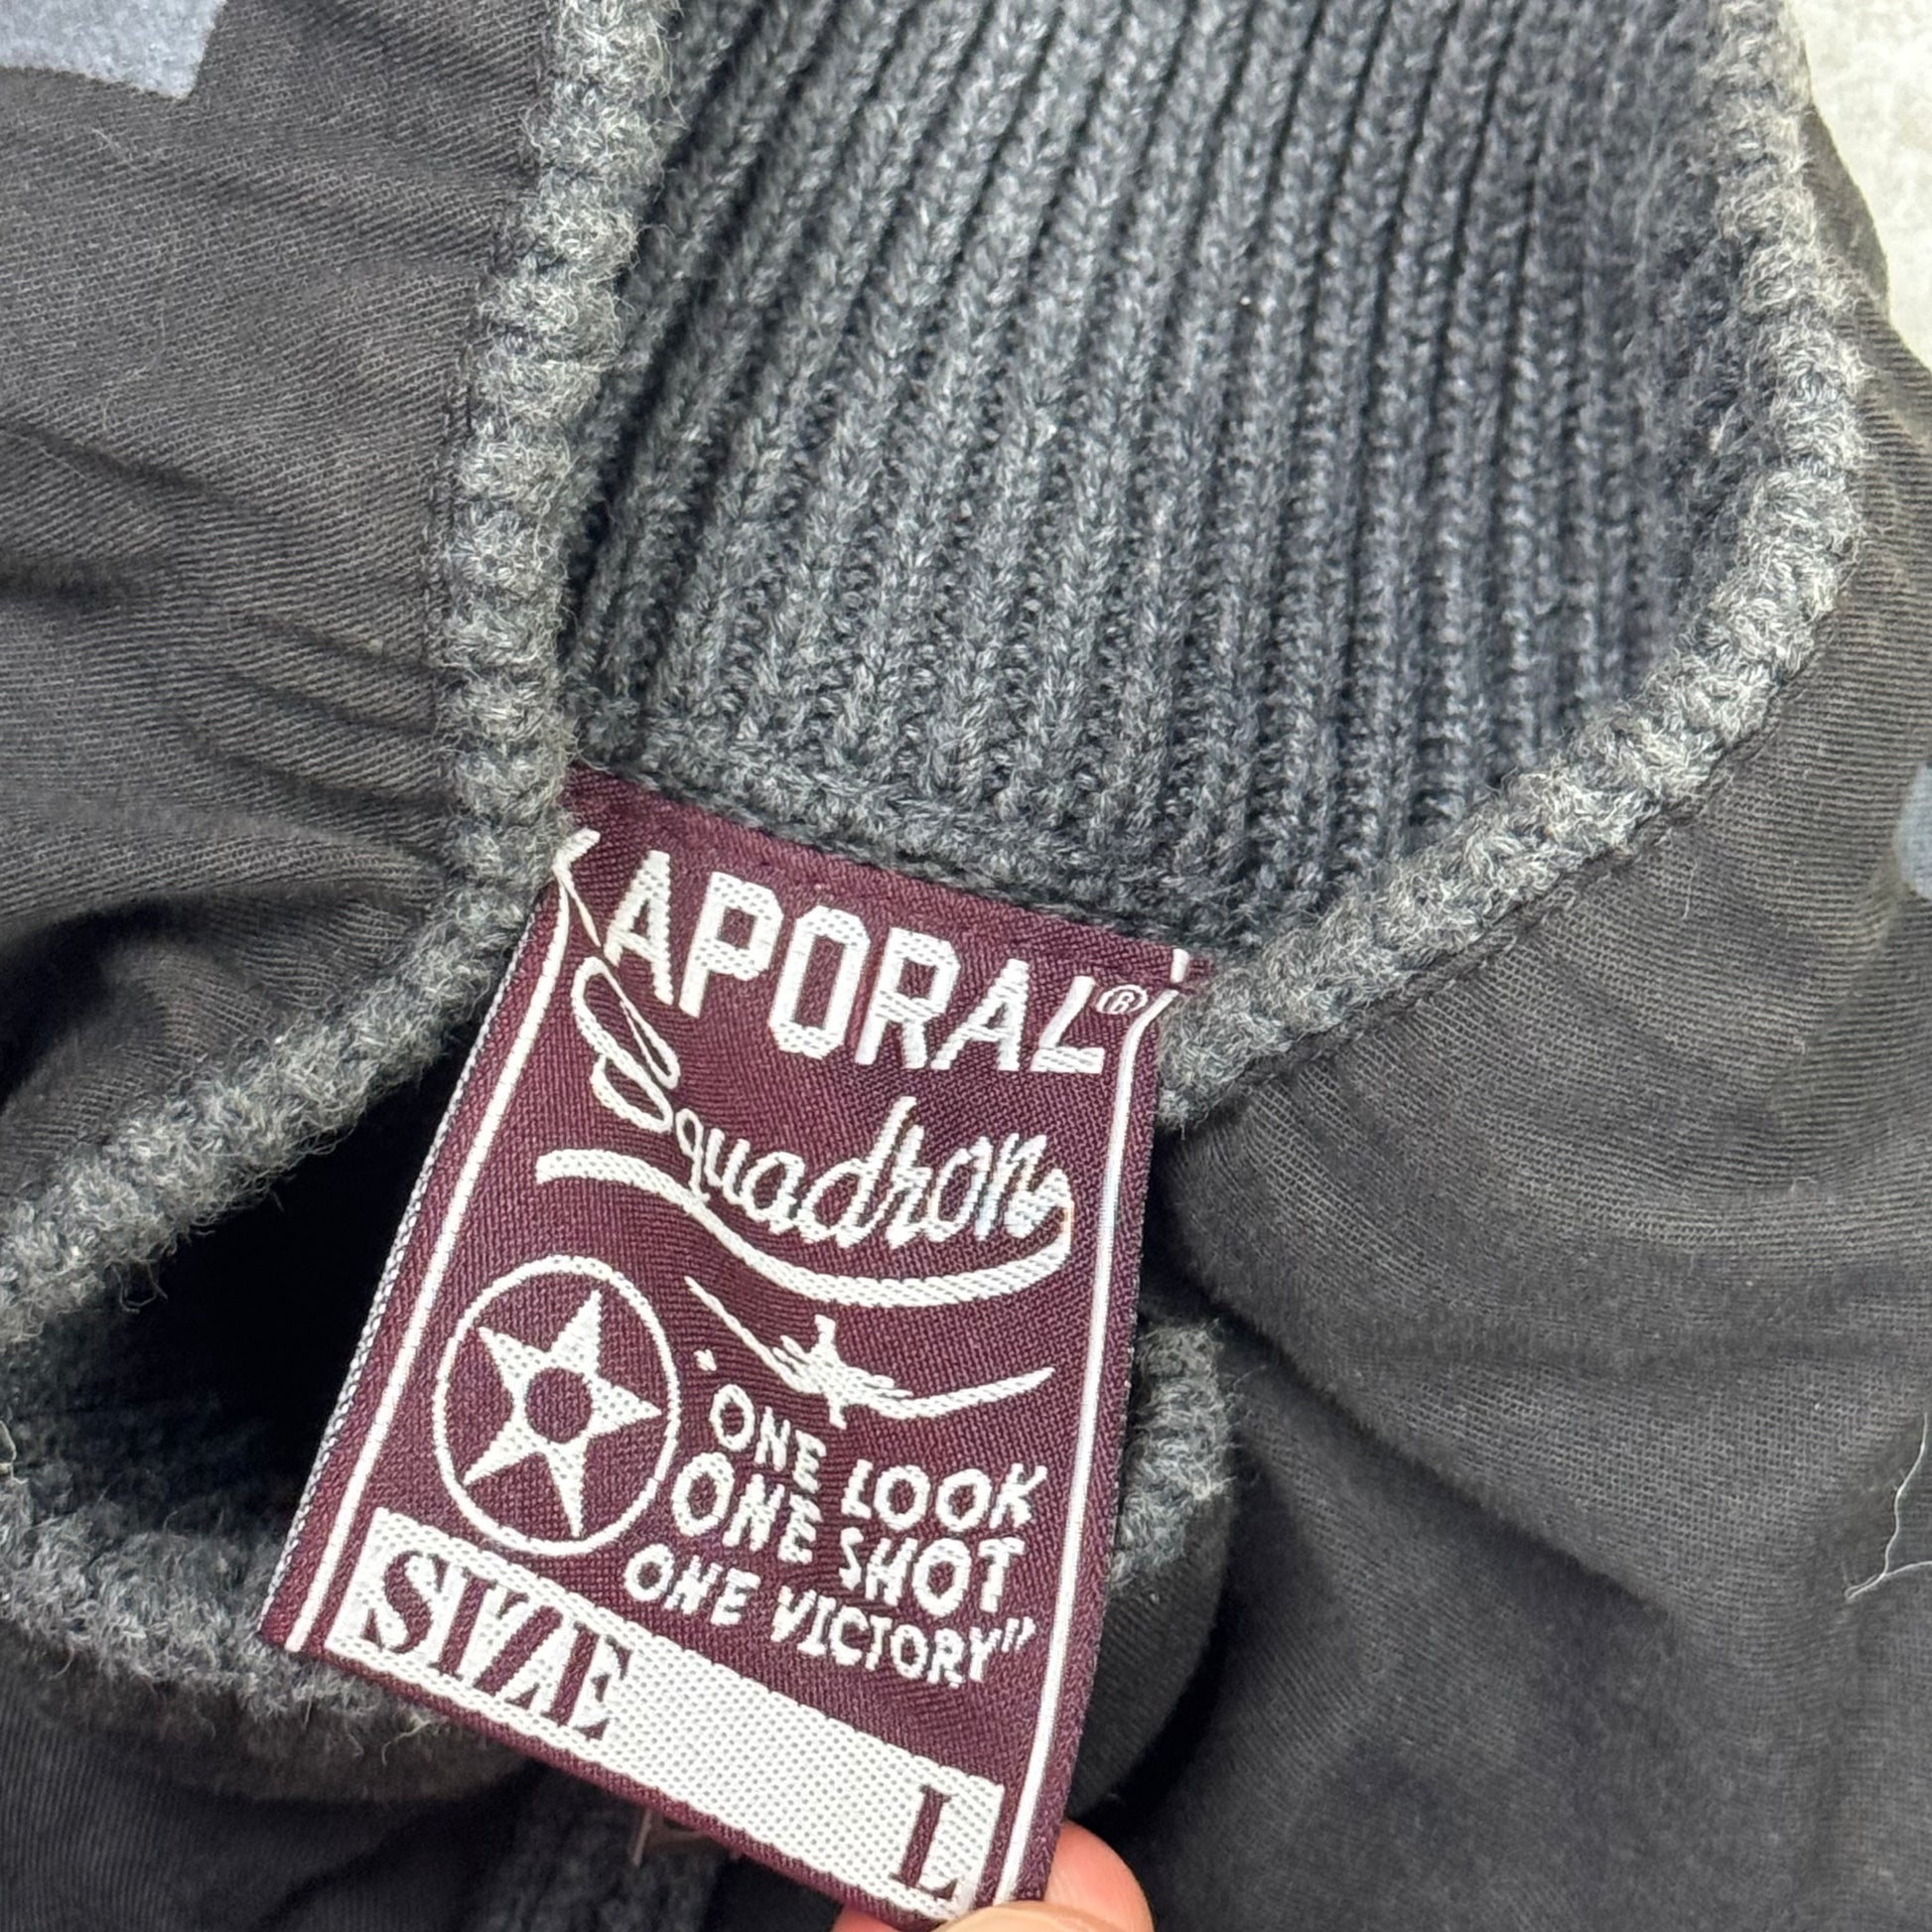 KAPORAL®
Squadron
"ONE LOOK
ONE SHOT
ONE VICTORY"
SIZE L